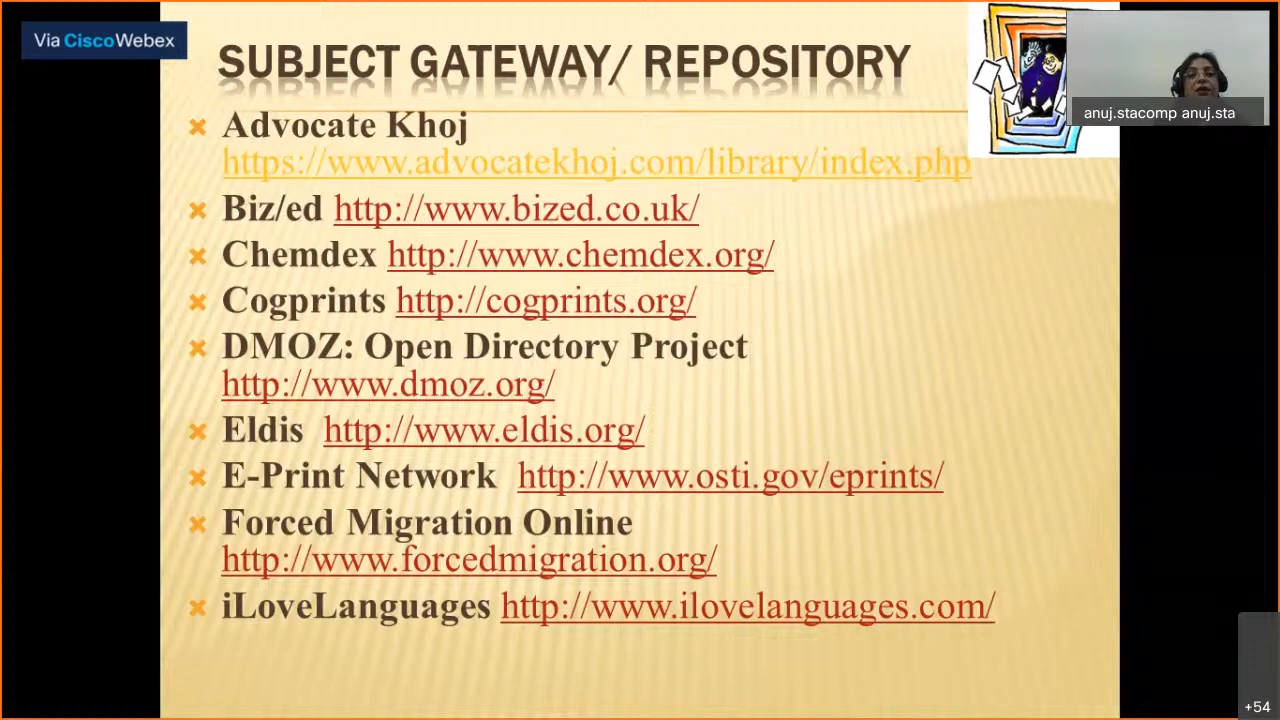 Via CiscoWebex
SUBJECT GATEWAY/ REPOSITORY
anuj.stacomp anuj.sta
Advocate Khoj
https://www.advocatekhoj.com/library/index.php
Biz/ed http://www.bized.co.uk/
Chemdex http://www.chemdex.org/
Cogprints http://cogprints.org/
DMOZ: Open Directory Project
http://www.dmoz.org/
Eldis http://www.eldis.org/
E-Print Network http://www.osti.gov/eprints/
Forced Migration Online
http://www.forcedmigration.org/
iLoveLanguages http://www.ilovelanguages.com/
+54